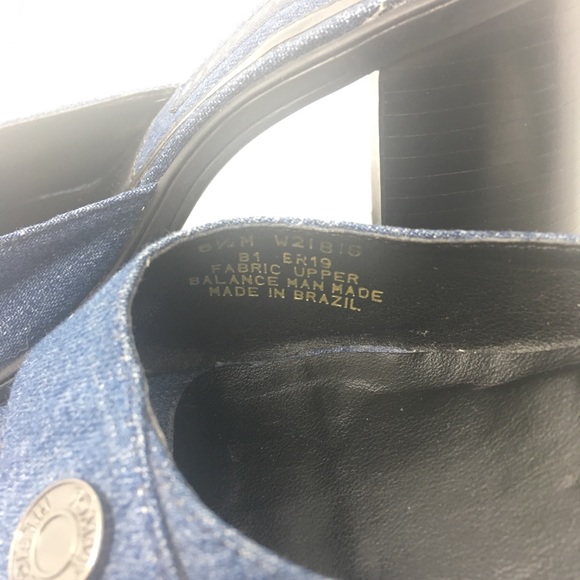 8½M W21816
B1 ER19
FABRIC UPPER
BALANCE MAN MADE
MADE IN BRAZIL